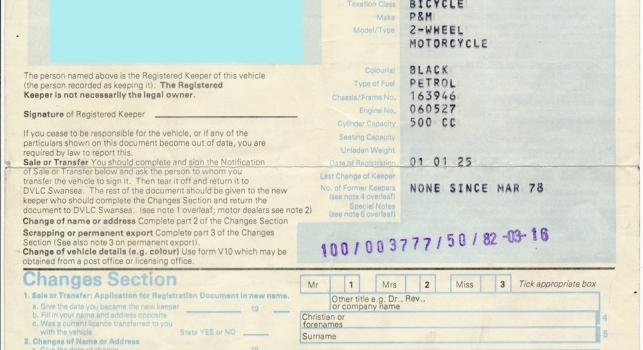 Taxation Class BICYCLE
Make P&M
Model/Type 2-WHEEL
MOTORCYCLE
The person named above is the Registered Keeper of this vehicle
(the person recorded as keeping it). The Registered
Keeper is not necessarily the legal owner.
Signature of Registered Keeper
If you cease to be responsible for the vehicle, or if any of the
particulars shown on this document become out of date, you are
required by law to report this.
Sale or Transfer You should complete and sign the Notification
of Sale or Transfer below and ask the person to whom you
transfer the vehicle to sign it. Then tear it off and return it to
DVLC Swansea. The rest of the document should be given to the new
keeper who should complete the Changes Section and return the
document to DVLC Swansea. (see note 1 overleaf; motor dealers see note 2)
Change of name or address Complete part 2 of the Changes Section
Scrapping or permanent export Complete part 3 of the Changes
Section (See also note 3 on permanent export).
Change of vehicle details (e.g. colour) Use form V10 which may be
obtained from a post office or licensing office.
Colour(s) BLACK
Type of Fuel PETROL
Chassis/Frame No. 163946
Engine No. 060527
Cylinder Capacity 500 CC
Seating Capacity
Unladen Weight
Date of Registration 01 01 25
Last Change of Keeper
No. of Former Keepers NONE SINCE MAR 78
(see note 4 overleaf)
Special Notes
(see note 5 overleaf)
100/003777/50/82-03-16
Changes Section
1. Sale or Transfer: Application for Registration Document in new name.
a. Give the date you became the new keeper 19
b. Fill in your name and address opposite
c. Was a current licence transferred to you
with the vehicle State YES or NO
2. Changes of Name or Address
Mr 1 Mrs 2 Miss 3 Tick appropriate box
Other title e.g. Dr., Rev.,
or company name
Christian or
forenames 4
Surname 5